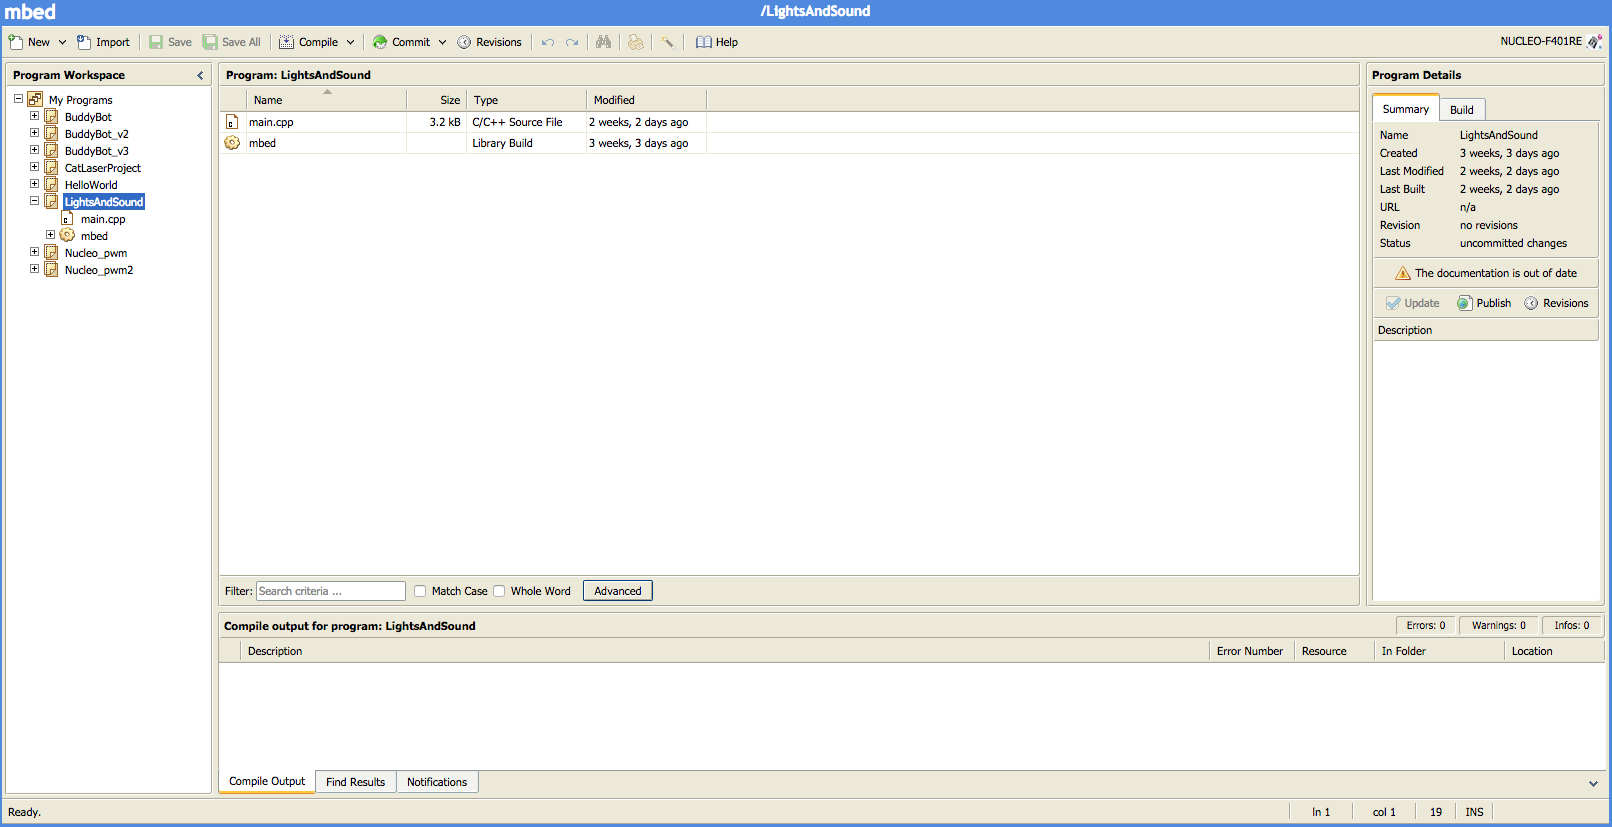 mbed
/LightsAndSound
New Import Save Save All Compile Commit Revisions Help NUCLEO-F401RE
Program Workspace
My Programs
BuddyBot
BuddyBot_v2
BuddyBot_v3
CatLaserProject
HelloWorld
LightsAndSound
main.cpp
mbed
Nucleo_pwm
Nucleo_pwm2
Program: LightsAndSound
Name Size Type Modified
main.cpp 3.2 kB C/C++ Source File 2 weeks, 2 days ago
mbed Library Build 3 weeks, 3 days ago
Filter: Search criteria ... Match Case Whole Word Advanced
Program Details
Summary Build
Name LightsAndSound
Created 3 weeks, 3 days ago
Last Modified 2 weeks, 2 days ago
Last Built 2 weeks, 2 days ago
URL n/a
Revision no revisions
Status uncommitted changes
The documentation is out of date
Update Publish Revisions
Description
Compile output for program: LightsAndSound Errors: 0 Warnings: 0 Infos: 0
Description Error Number Resource In Folder Location
Compile Output Find Results Notifications
Ready. ln 1 col 1 19 INS